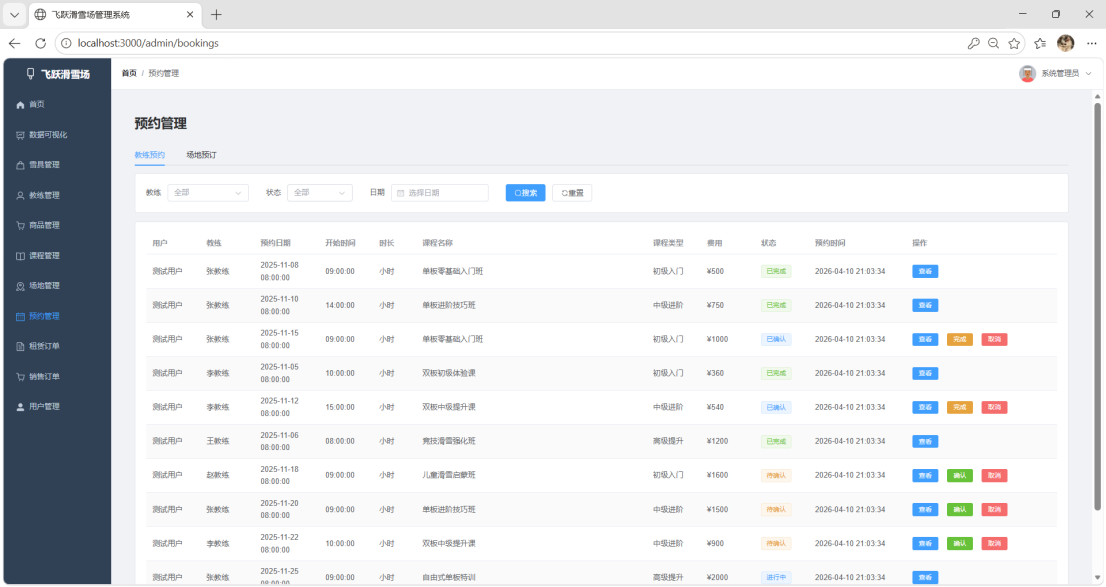 飞跃滑雪场管理系统
localhost:3000/admin/bookings
飞跃滑雪场
首页 / 预约管理
系统管理员
首页
数据可视化
雪具管理
教练管理
商品管理
课程管理
场地管理
预约管理
租赁订单
销售订单
用户管理
预约管理
教练预约 场地预订
教练 全部 状态 全部 日期 选择日期 搜索 重置
用户 教练 预约日期 开始时间 时长 课程名称 课程类型 费用 状态 预约时间 操作
测试用户 张教练 2025-11-08 08:00:00 09:00:00 小时 单板零基础入门班 初级入门 ¥500 已完成 2026-04-10 21:03:34 查看
测试用户 张教练 2025-11-10 08:00:00 14:00:00 小时 单板进阶技巧班 中级进阶 ¥750 已完成 2026-04-10 21:03:34 查看
测试用户 张教练 2025-11-15 08:00:00 09:00:00 小时 单板零基础入门班 初级入门 ¥1000 已确认 2026-04-10 21:03:34 查看 完成 取消
测试用户 李教练 2025-11-05 08:00:00 10:00:00 小时 双板初级体验课 初级入门 ¥360 已完成 2026-04-10 21:03:34 查看
测试用户 李教练 2025-11-12 08:00:00 15:00:00 小时 双板中级提升课 中级进阶 ¥540 已确认 2026-04-10 21:03:34 查看 完成 取消
测试用户 王教练 2025-11-06 08:00:00 08:00:00 小时 竞技滑雪强化班 高级提升 ¥1200 已完成 2026-04-10 21:03:34 查看
测试用户 赵教练 2025-11-18 08:00:00 09:00:00 小时 儿童滑雪启蒙班 初级入门 ¥1600 待确认 2026-04-10 21:03:34 查看 确认 取消
测试用户 张教练 2025-11-20 08:00:00 09:00:00 小时 单板进阶技巧班 中级进阶 ¥1500 待确认 2026-04-10 21:03:34 查看 确认 取消
测试用户 李教练 2025-11-22 08:00:00 10:00:00 小时 双板中级提升课 中级进阶 ¥900 待确认 2026-04-10 21:03:34 查看 确认 取消
测试用户 张教练 2025-11-25 08:00:00 09:00:00 小时 自由式单板特训 高级提升 ¥2000 进行中 2026-04-10 21:03:34 查看